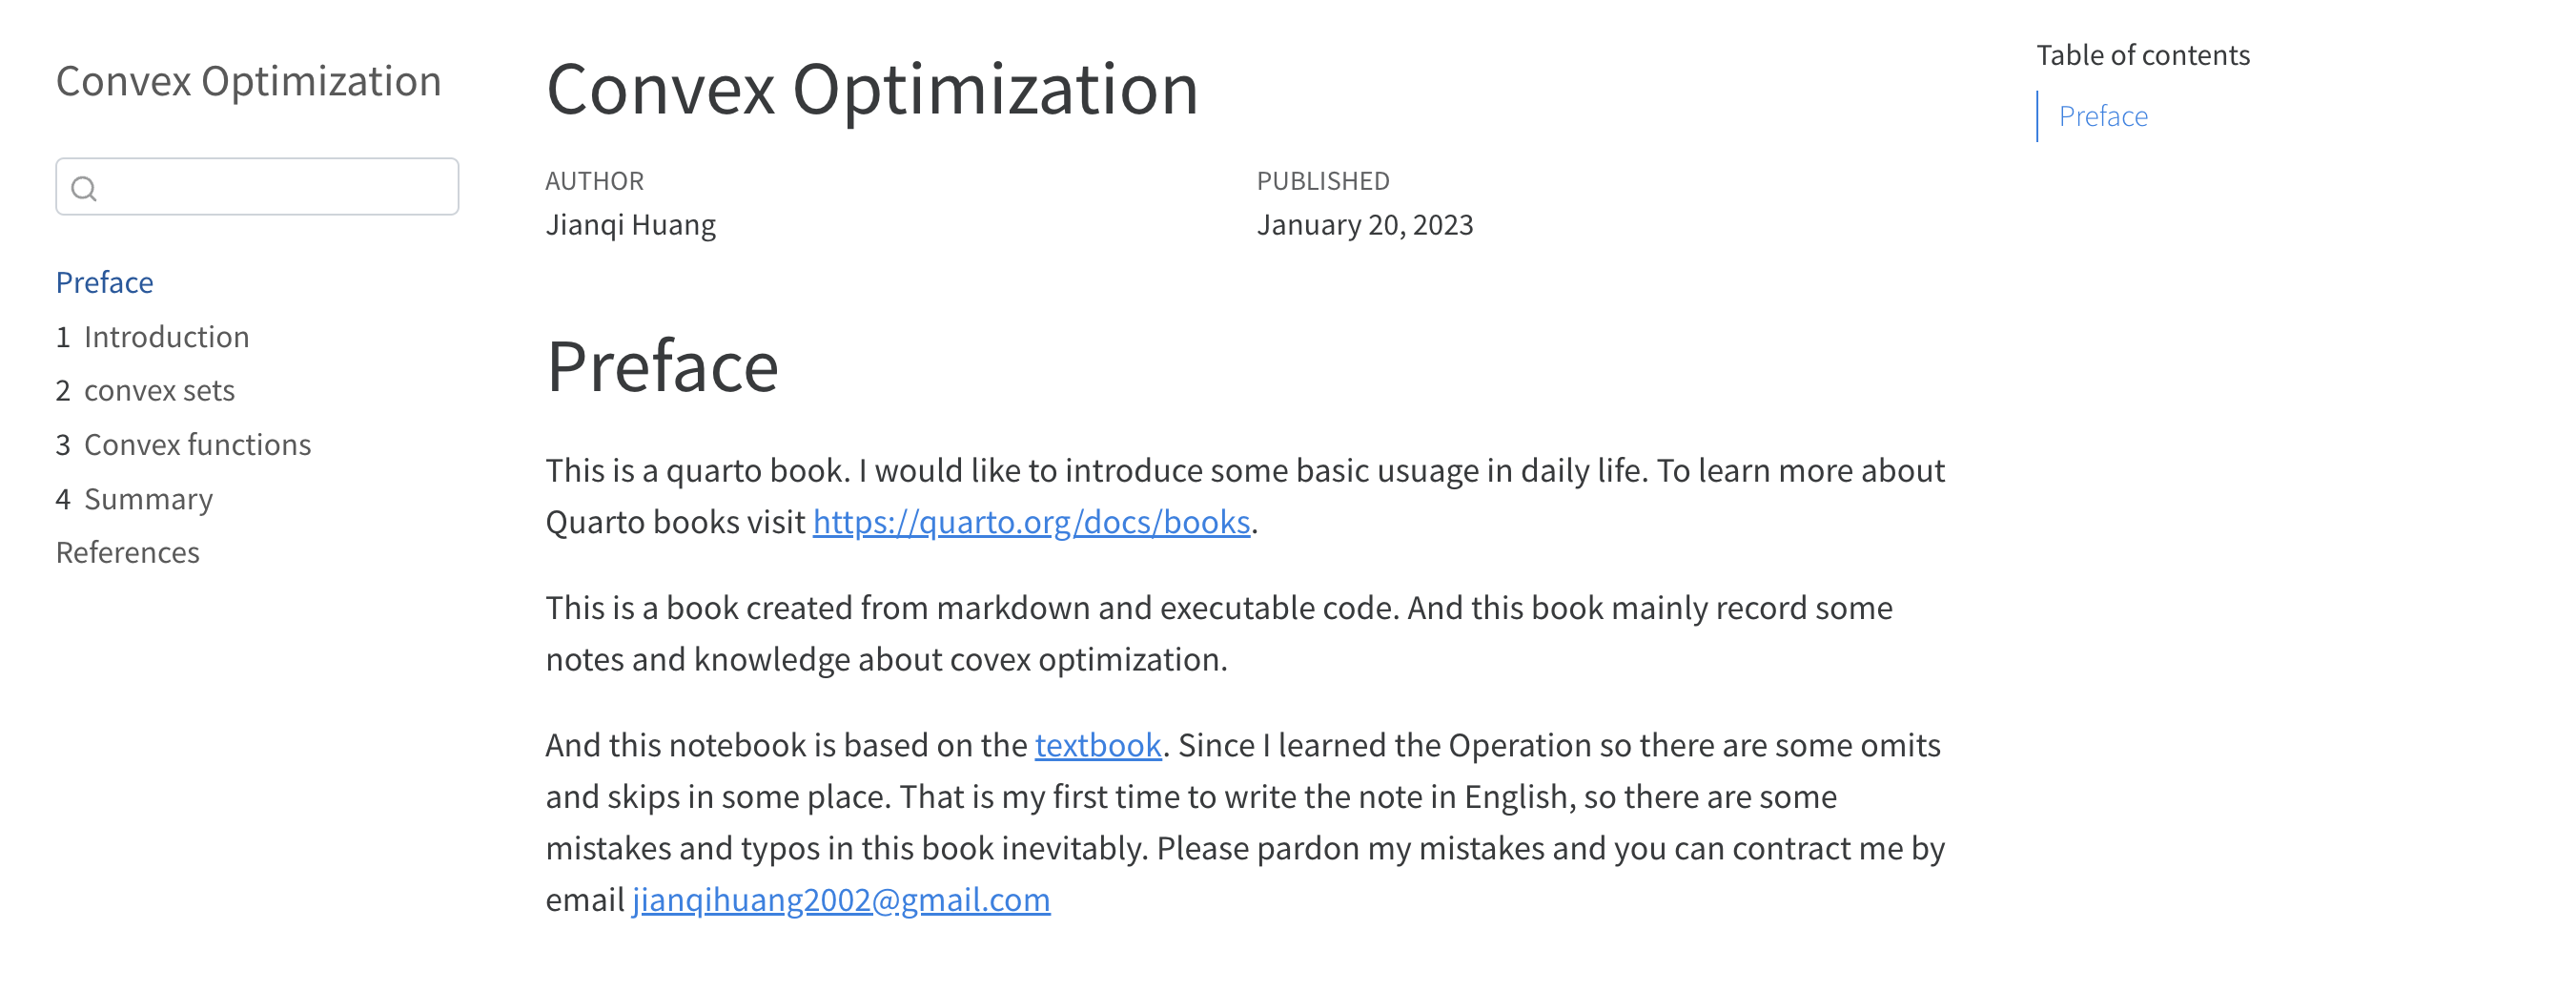 Convex Optimization
Preface
1 Introduction
2 convex sets
3 Convex functions
4 Summary
References
Convex Optimization
AUTHOR
Jianqi Huang
PUBLISHED
January 20, 2023
Preface
This is a quarto book. I would like to introduce some basic usuage in daily life. To learn more about
Quarto books visit https://quarto.org/docs/books.
This is a book created from markdown and executable code. And this book mainly record some
notes and knowledge about covex optimization.
And this notebook is based on the textbook. Since I learned the Operation so there are some omits
and skips in some place. That is my first time to write the note in English, so there are some
mistakes and typos in this book inevitably. Please pardon my mistakes and you can contract me by
email jianqihuang2002@gmail.com
Table of contents
Preface